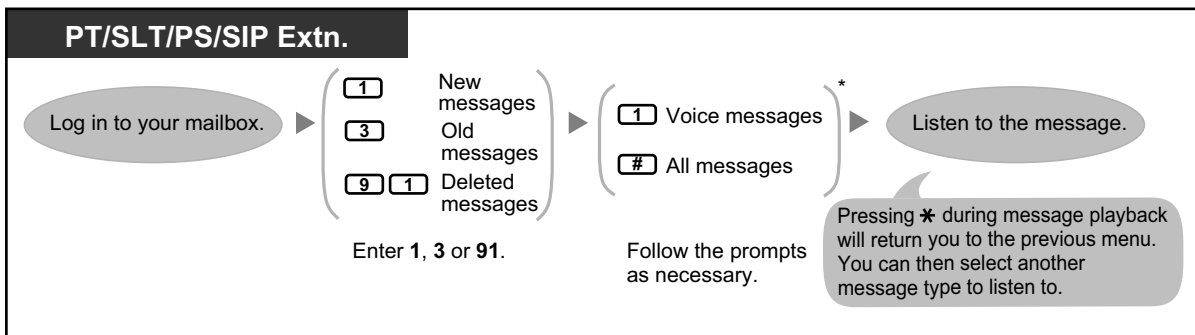 PT/SLT/PS/SIP Extn.
Log in to your mailbox.
1 New
messages
3 Old
messages
9 1 Deleted
messages
Enter 1, 3 or 91.
*
1 Voice messages
# All messages
Follow the prompts
as necessary.
Listen to the message.
Pressing * during message playback
will return you to the previous menu.
You can then select another
message type to listen to.